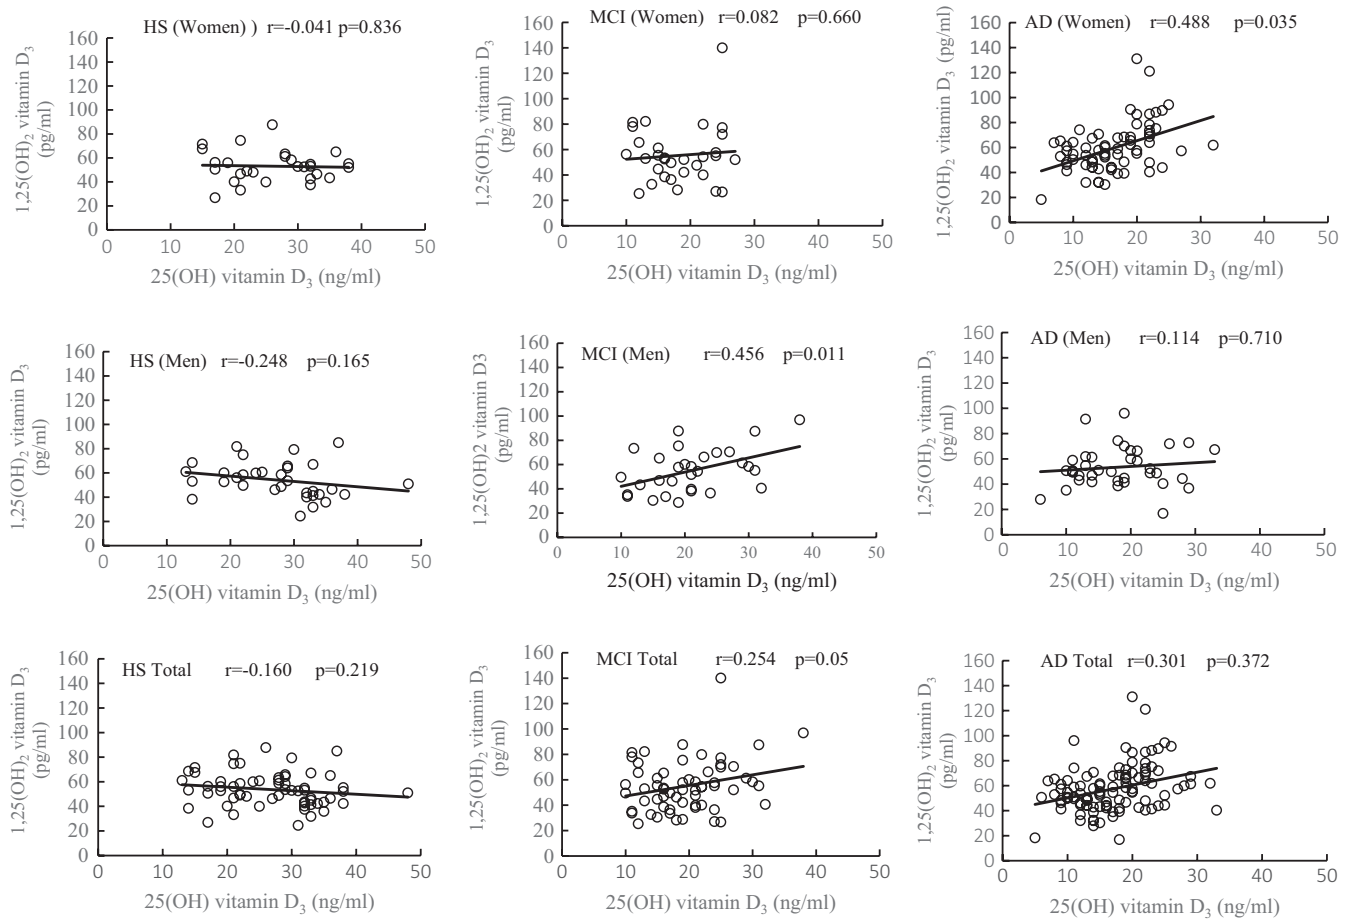 HS (Women) ) r=-0.041 p=0.836
1,25(OH)2 vitamin D3
(pg/ml)
160
140
120
100
80
60
40
20
0
0 10 20 30 40 50
25(OH) vitamin D3 (ng/ml)
MCI (Women) r=0.082 p=0.660
1,25(OH)2 vitamin D3
(pg/ml)
160
140
120
100
80
60
40
20
0
0 10 20 30 40 50
25(OH) vitamin D3 (ng/ml)
AD (Women) r=0.488 p=0.035
1,25(OH)2 vitamin D3 (pg/ml)
160
140
120
100
80
60
40
20
0
0 10 20 30 40 50
25(OH) vitamin D3 (ng/ml)
HS (Men) r=-0.248 p=0.165
1,25(OH)2 vitamin D3
(pg/ml)
160
140
120
100
80
60
40
20
0
0 10 20 30 40 50
25(OH) vitamin D3 (ng/ml)
MCI (Men) r=0.456 p=0.011
1,25(OH)2 vitamin D3
(pg/ml)
160
140
120
100
80
60
40
20
0
0 10 20 30 40 50
25(OH) vitamin D3 (ng/ml)
AD (Men) r=0.114 p=0.710
1,25(OH)2 vitamin D3
(pg/ml)
160
140
120
100
80
60
40
20
0
0 10 20 30 40 50
25(OH) vitamin D3 (ng/ml)
HS Total r=-0.160 p=0.219
1,25(OH)2 vitamin D3
(pg/ml)
160
140
120
100
80
60
40
20
0
0 10 20 30 40 50
25(OH) vitamin D3 (ng/ml)
MCI Total r=0.254 p=0.05
1,25(OH)2 vitamin D3
(pg/ml)
160
140
120
100
80
60
40
20
0
0 10 20 30 40 50
25(OH) vitamin D3 (ng/ml)
AD Total r=0.301 p=0.372
1,25(OH)2 vitamin D3
(pg/ml)
160
140
120
100
80
60
40
20
0
0 10 20 30 40 50
25(OH) vitamin D3 (ng/ml)